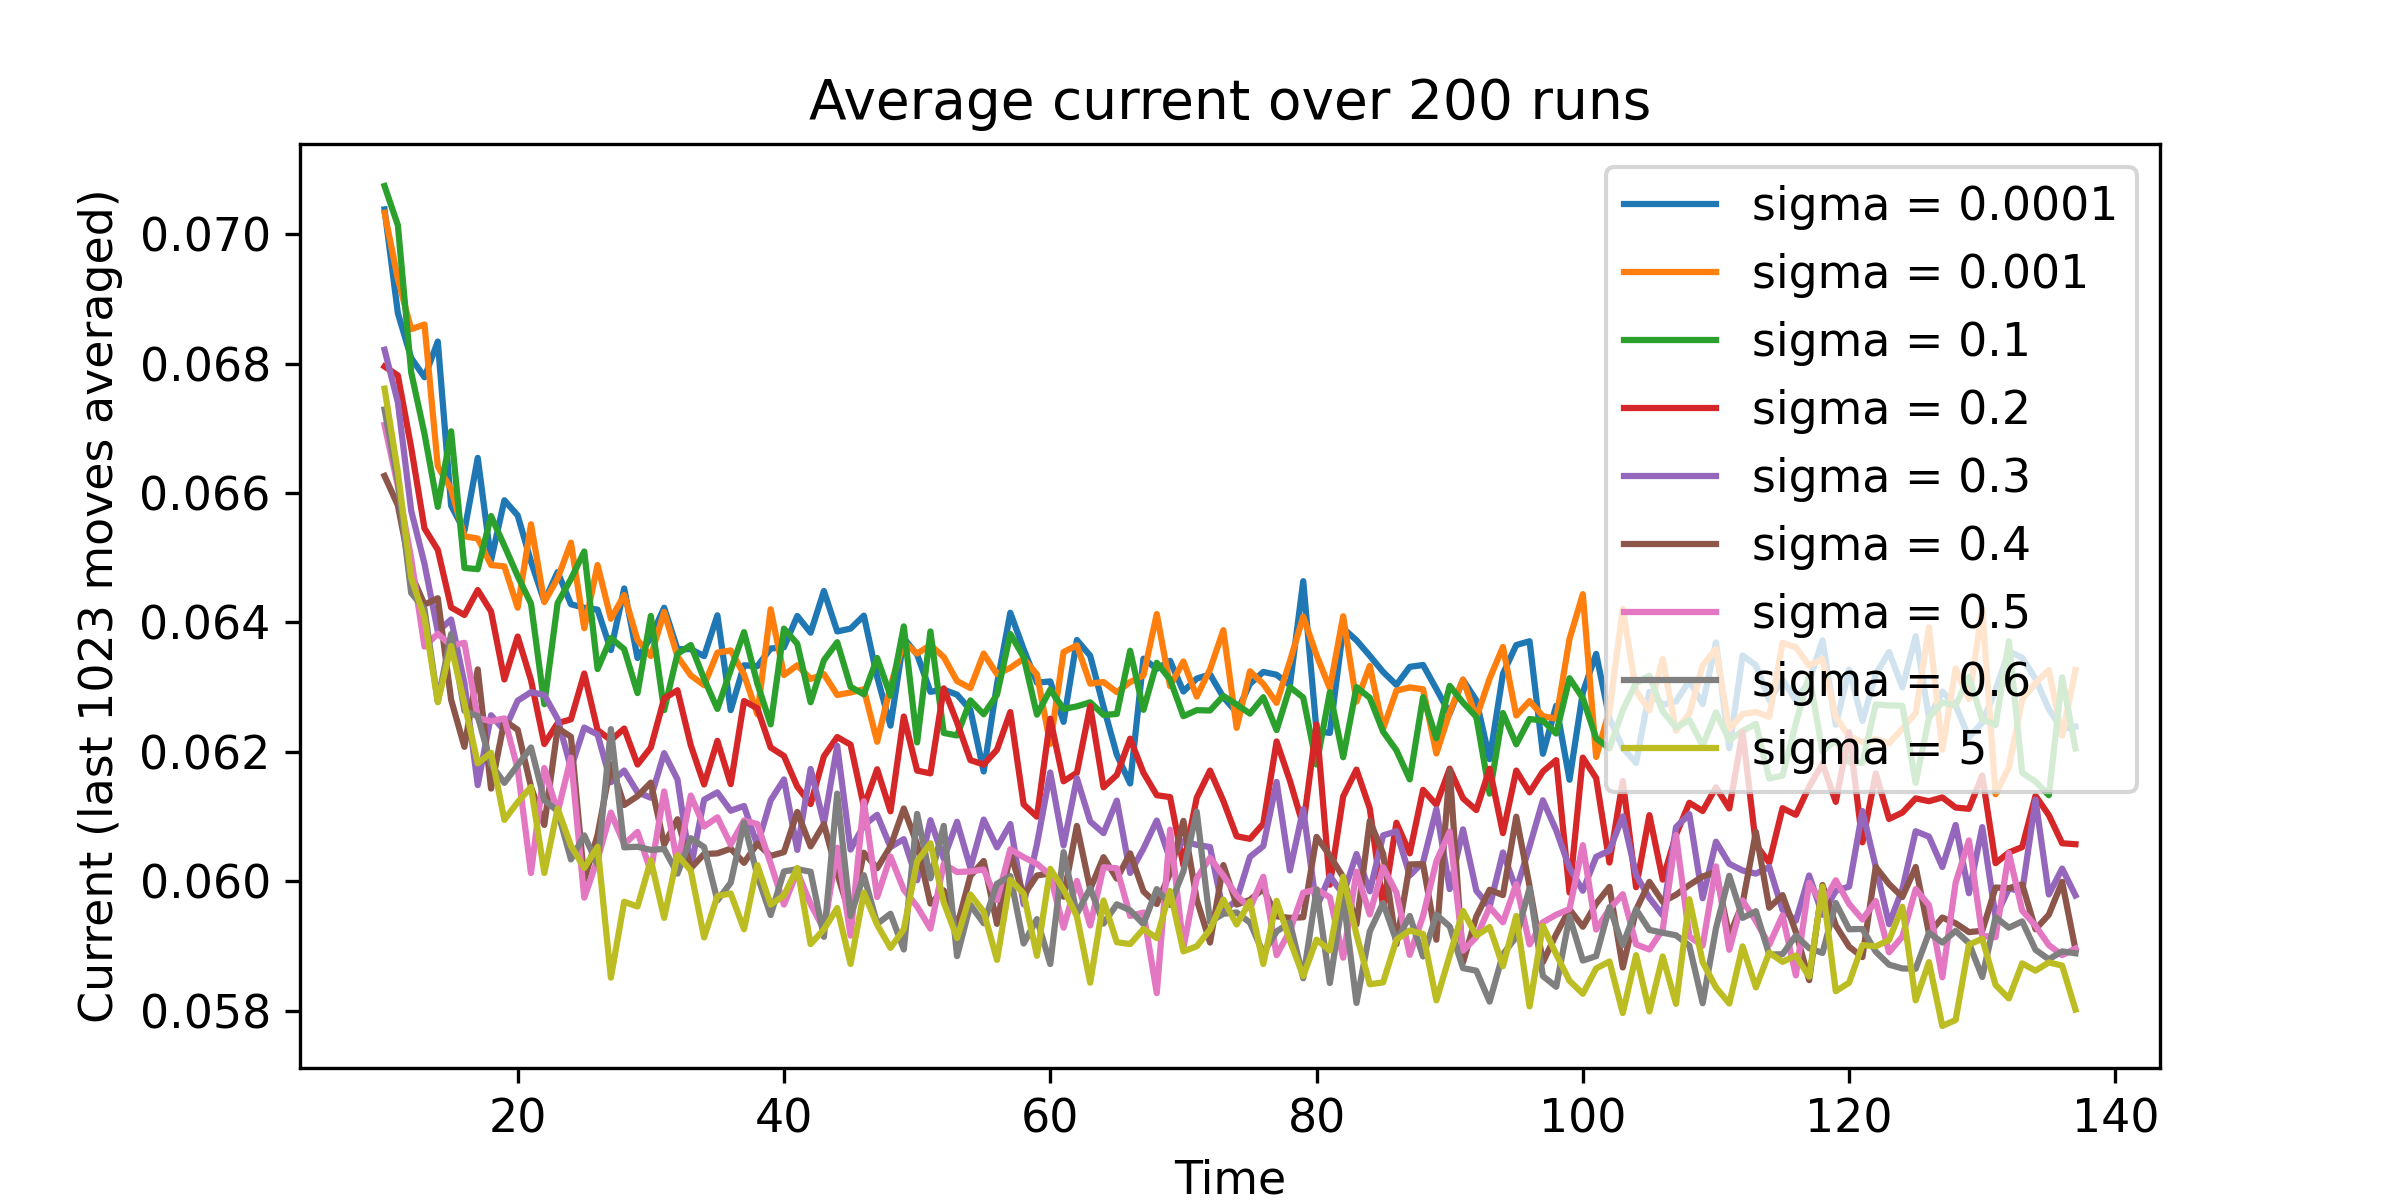 Average current over 200 runs
Current (last 1023 moves averaged)
0.070
0.068
0.066
0.064
0.062
0.060
0.058
sigma = 0.0001
sigma = 0.001
sigma = 0.1
sigma = 0.2
sigma = 0.3
sigma = 0.4
sigma = 0.5
sigma = 0.6
sigma = 5
20 40 60 80 100 120 140
Time